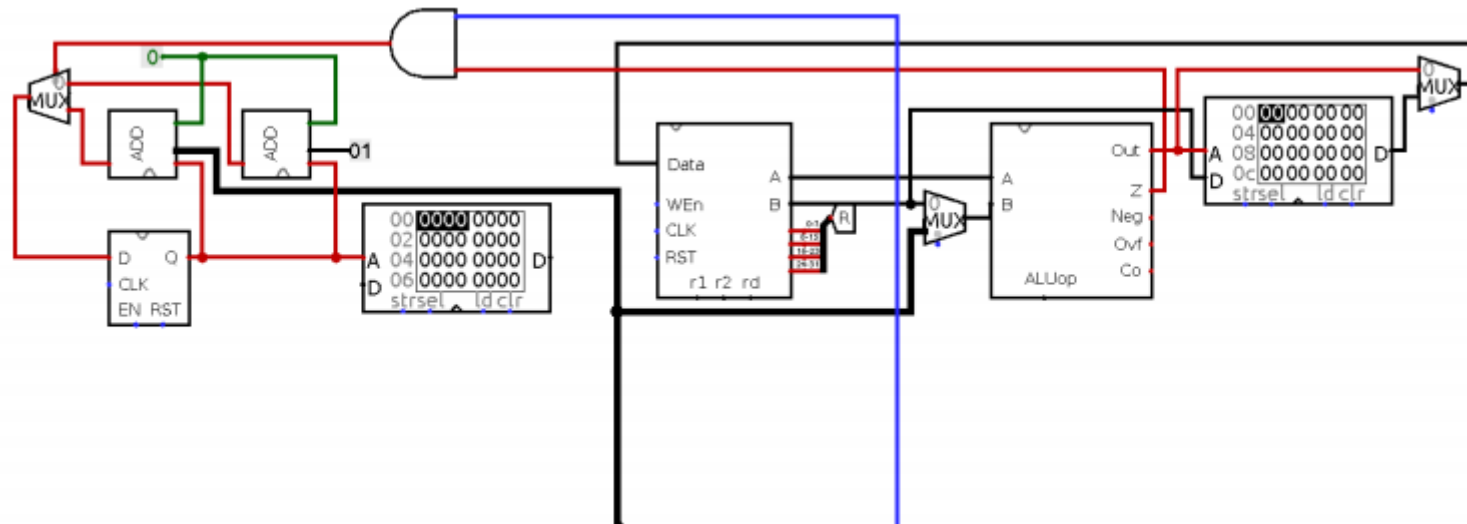 0
0
MUX
ADD
ADD
01
D Q
CLK
EN RST
A
D
00 0000 0000
02 0000 0000
04 0000 0000
06 0000 0000
D
str sel ld clr
Data
WEn
CLK
RST
A
B
r1 r2 rd
R
0
MUX
A
B
ALUop
Out
Z
Neg
Ovf
Co
A
D
00 00 00 00 00
04 00 00 00 00
08 00 00 00 00
0c 00 00 00 00
D
str sel ld clr
0
MUX